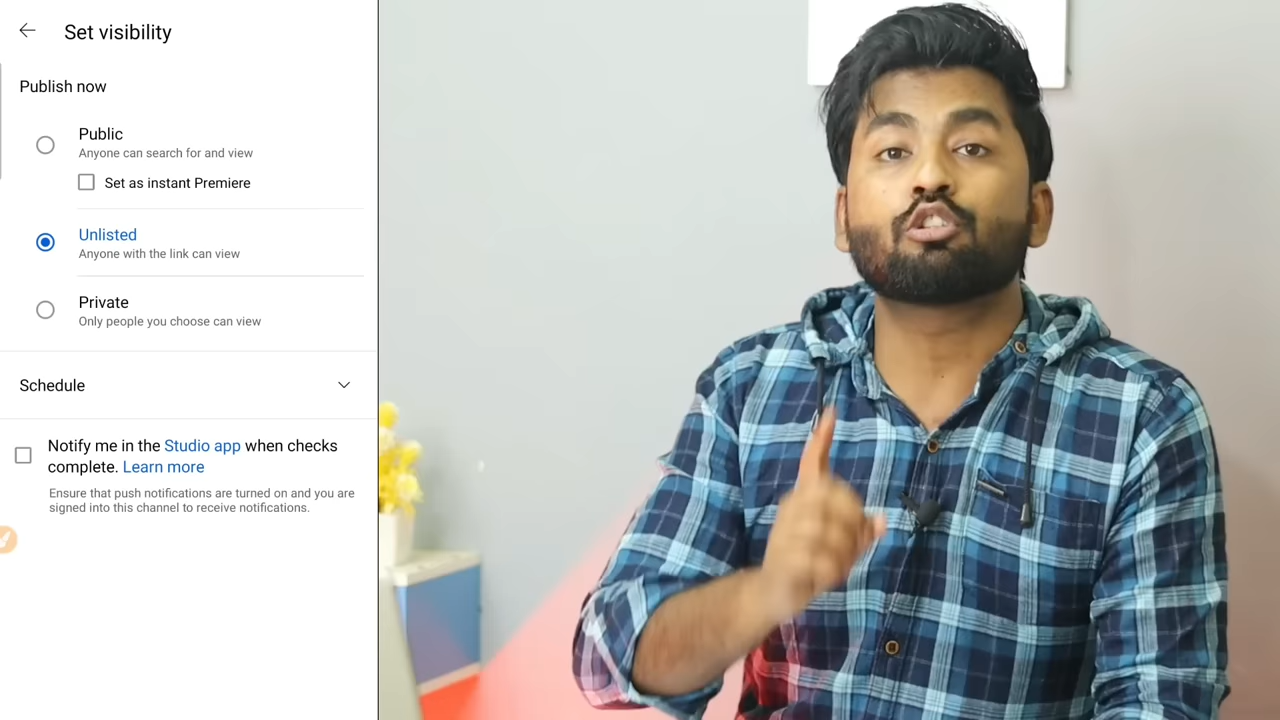 Set visibility
Publish now
Public
Anyone can search for and view
Set as instant Premiere
Unlisted
Anyone with the link can view
Private
Only people you choose can view
Schedule
Notify me in the Studio app when checks
complete. Learn more
Ensure that push notifications are turned on and you are
signed into this channel to receive notifications.